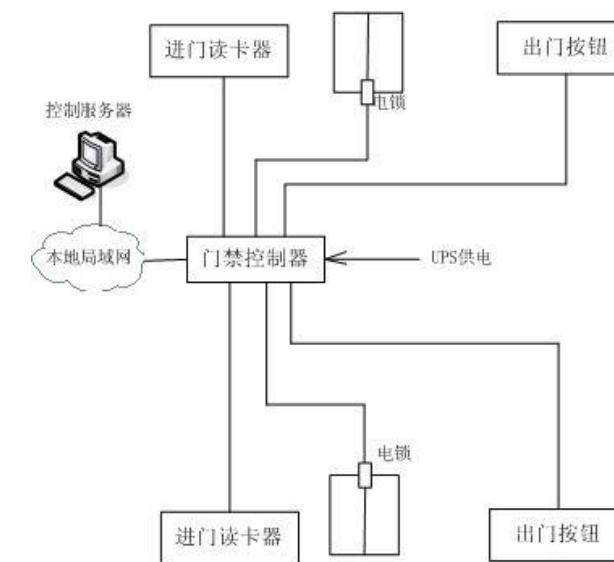 进门读卡器
出门按钮
电锁
控制服务器
本地局域网
门禁控制器
UPS供电
电锁
进门读卡器
出门按钮